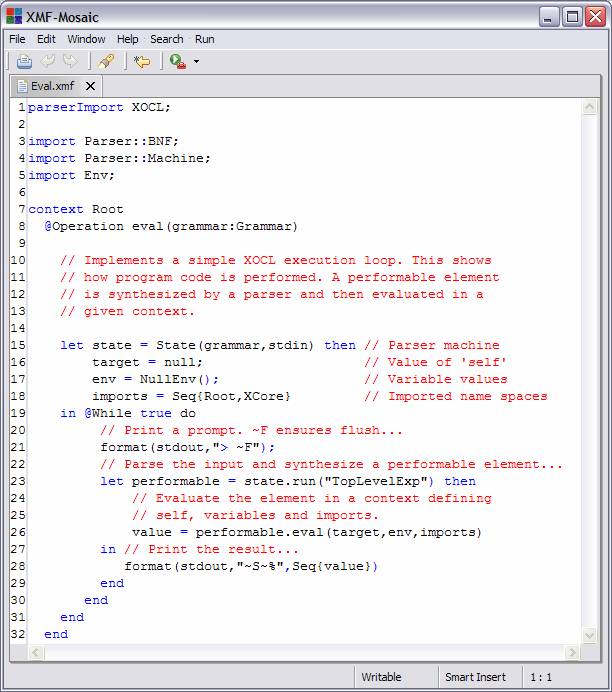 XMF-Mosaic
File Edit Window Help Search Run
Eval.xmf
1 parserImport XOCL;
2
3 import Parser::BNF;
4 import Parser::Machine;
5 import Env;
6
7 context Root
8   @Operation eval(grammar:Grammar)
9
10     // Implements a simple XOCL execution loop. This shows
11     // how program code is performed. A performable element
12     // is synthesized by a parser and then evaluated in a
13     // given context.
14
15     let state = State(grammar,stdin) then // Parser machine
16         target = null;                    // Value of 'self'
17         env = NullEnv();                  // Variable values
18         imports = Seq{Root,XCore}         // Imported name spaces
19     in @While true do
20          // Print a prompt. ~F ensures flush...
21          format(stdout,"> ~F");
22          // Parse the input and synthesize a performable element...
23          let performable = state.run("TopLevelExp") then
24              // Evaluate the element in a context defining
25              // self, variables and imports.
26              value = performable.eval(target,env,imports)
27          in // Print the result...
28             format(stdout,"~S~%",Seq{value})
29          end
30        end
31     end
32   end
Writable Smart Insert 1 : 1